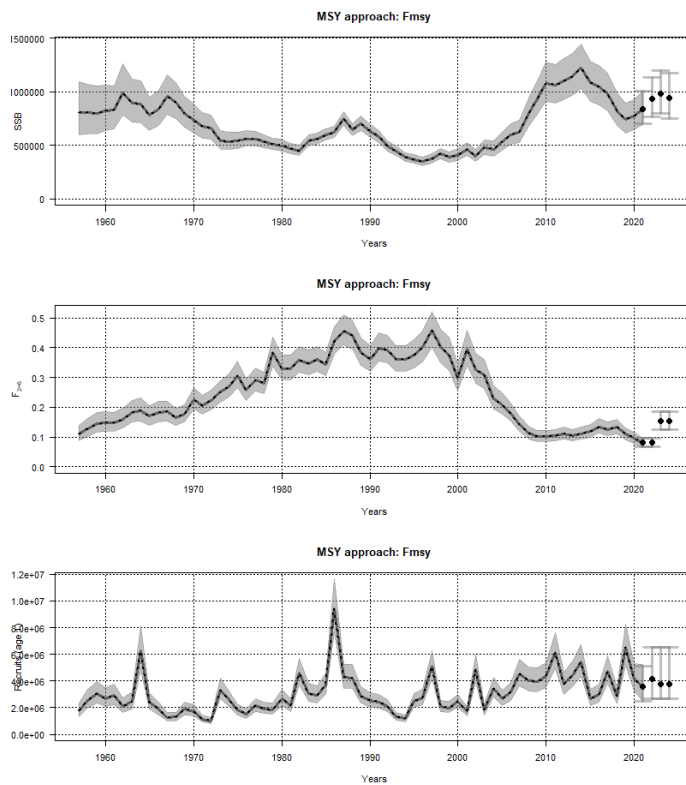 MSY approach: Fmsy
1500000
1000000
500000
0
SSB
1960 1970 1980 1990 2000 2010 2020
Years
MSY approach: Fmsy
0.5
0.4
0.3
0.2
0.1
0.0
F₂₋₆
1960 1970 1980 1990 2000 2010 2020
Years
MSY approach: Fmsy
1.2e+07
1.0e+07
8.0e+06
6.0e+06
4.0e+06
2.0e+06
0.0e+00
1960 1970 1980 1990 2000 2010 2020
Years